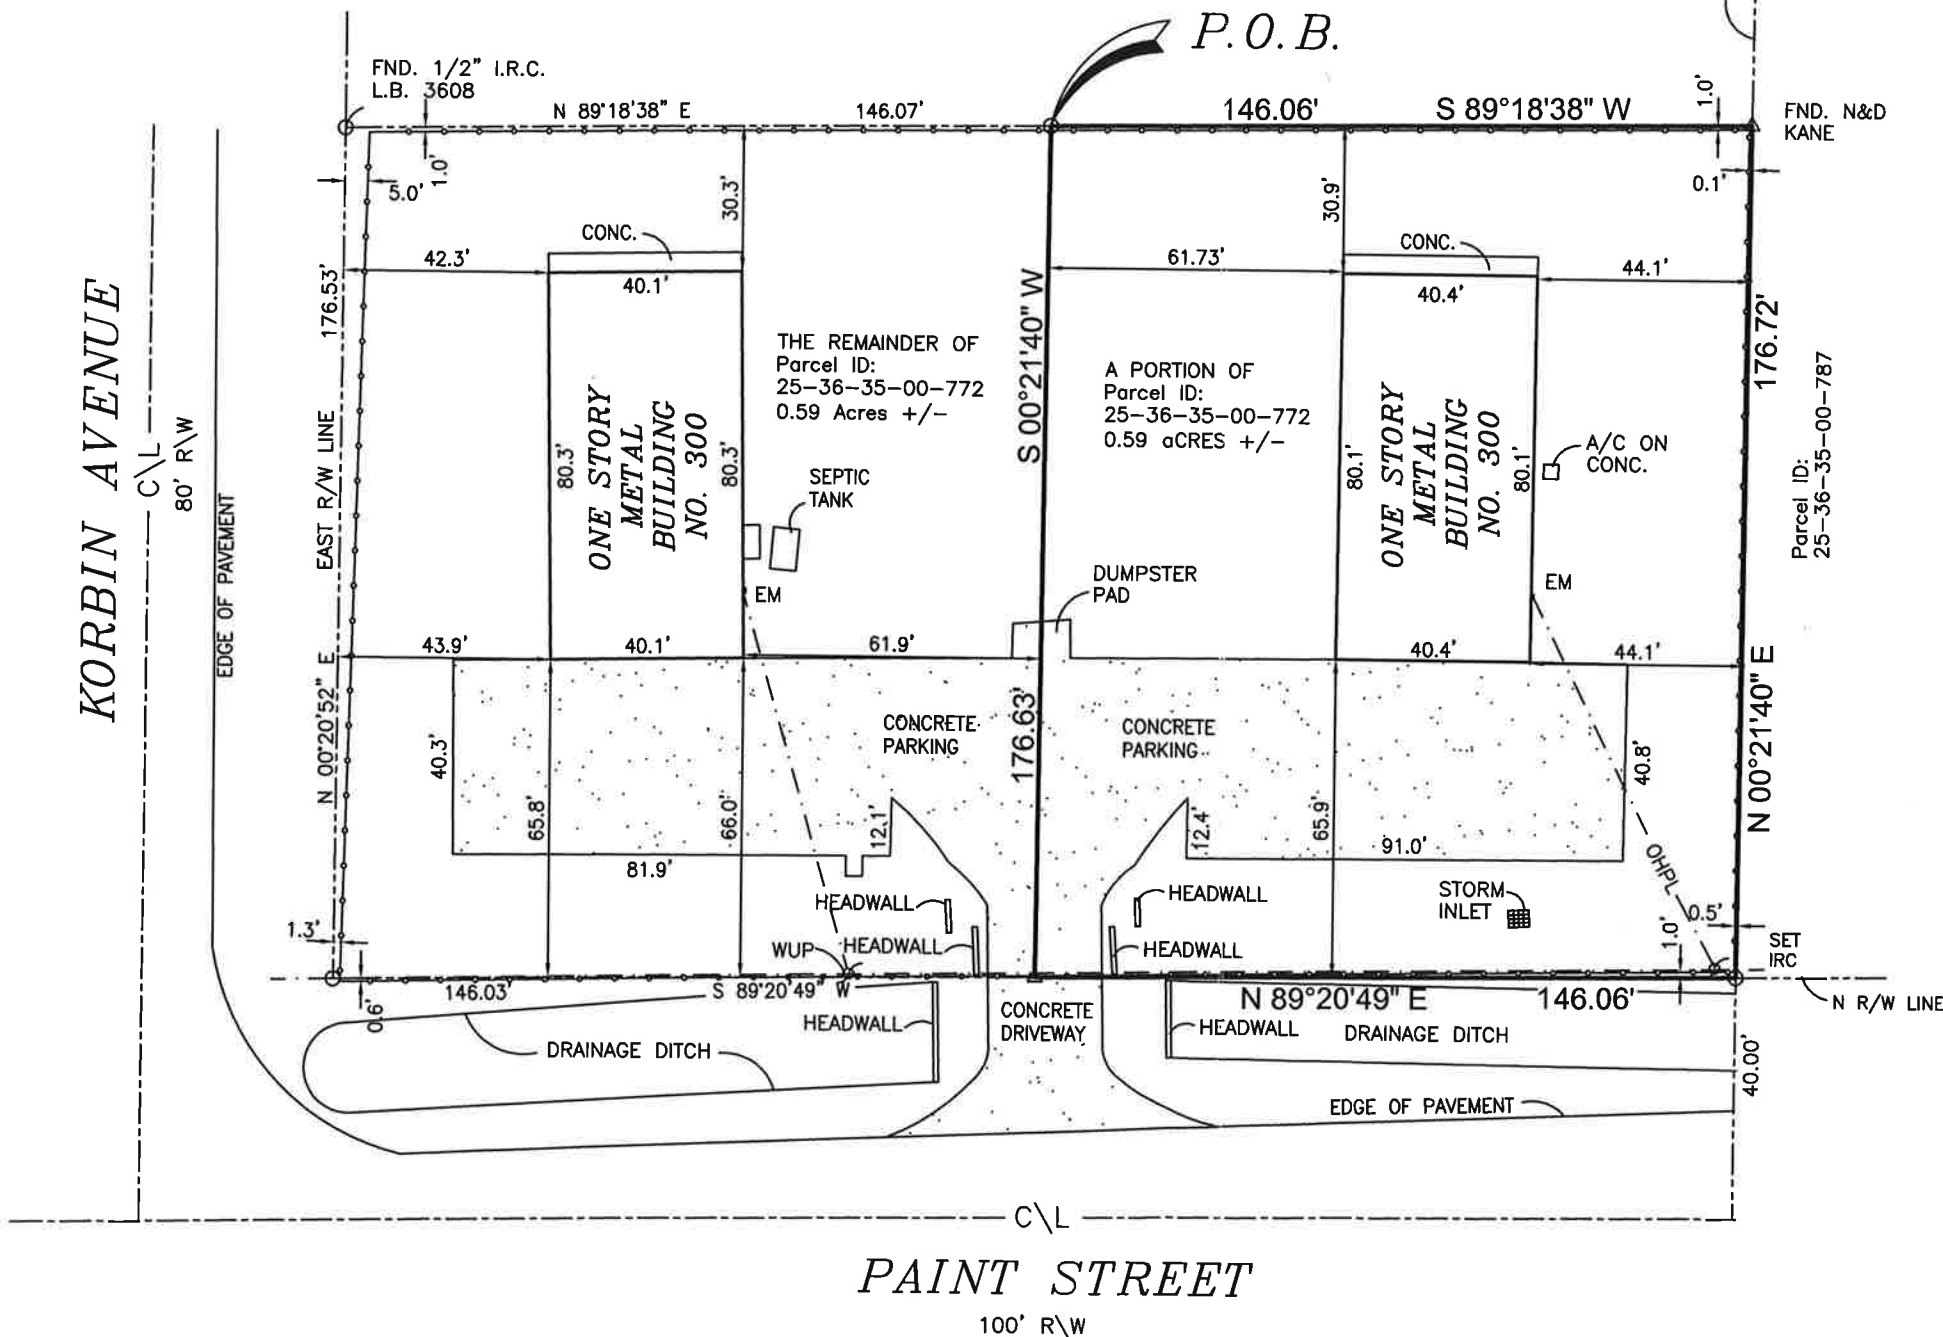 P.O.B.
FND. 1/2" I.R.C.
L.B. 3608
N 89°18'38" E
146.07'
146.06'
S 89°18'38" W
1.0'
FND. N&D
KANE
1.0'
5.0'
0.1'
30.3'
30.9'
CONC.
CONC.
42.3'
40.1'
61.73'
40.4'
44.1'
176.53'
EAST R/W LINE
N 00°20'52" E
KORBIN AVENUE
C\L
80' R\W
EDGE OF PAVEMENT
THE REMAINDER OF
Parcel ID:
25-36-35-00-772
0.59 Acres +/-
S 00°21'40" W
176.63'
A PORTION OF
Parcel ID:
25-36-35-00-772
0.59 aCRES +/-
176.72'
N 00°21'40" E
Parcel ID:
25-36-35-00-787
80.3'
ONE STORY
METAL
BUILDING
NO. 300
80.3'
SEPTIC
TANK
EM
80.1'
ONE STORY
METAL
BUILDING
NO. 300
80.1'
A/C ON
CONC.
EM
DUMPSTER
PAD
43.9'
40.1'
61.9'
40.4'
44.1'
CONCRETE
PARKING
CONCRETE
PARKING
40.3'
65.8'
66.0'
12.1'
12.4'
65.9'
40.8'
81.9'
91.0'
OHPL
HEADWALL
HEADWALL
STORM
INLET
1.3'
WUP
HEADWALL
HEADWALL
1.0'
0.5'
SET
IRC
146.03'
S 89°20'49" W
N 89°20'49" E
146.06'
N R/W LINE
0.6'
HEADWALL
CONCRETE
DRIVEWAY
HEADWALL
DRAINAGE DITCH
DRAINAGE DITCH
40.00'
EDGE OF PAVEMENT
C\L
PAINT STREET
100' R\W